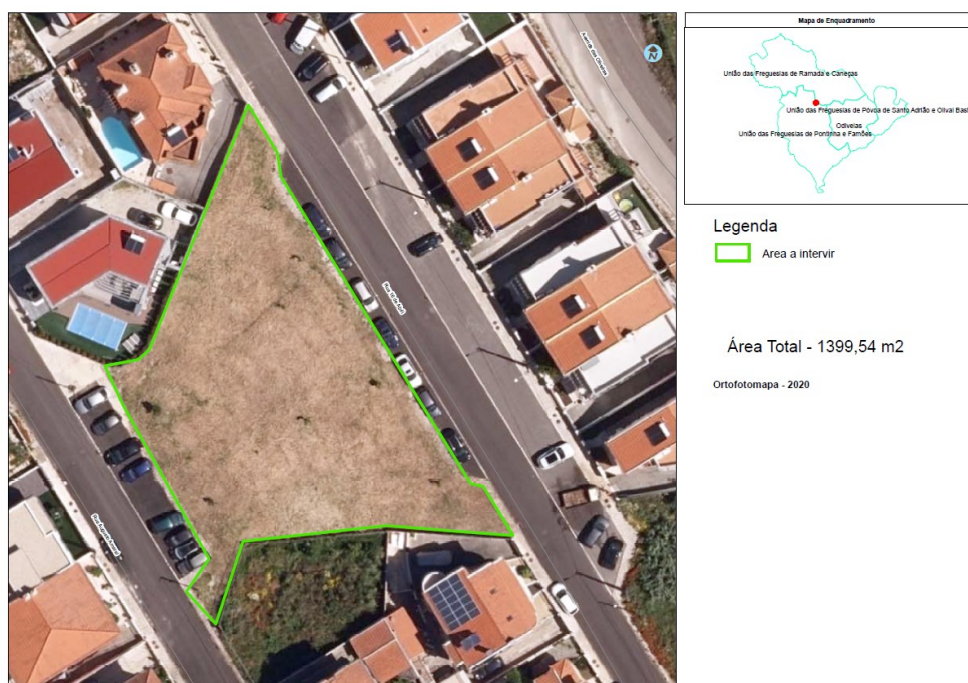 Mapa de Enquadramento
União das Freguesias de Ramada e Caneças
União das Freguesias de Póvoa de Santo Adrião e Olival Bast
Odivelas
União das Freguesias de Pontinha e Famões
N
Legenda
Area a intervir
Área Total - 1399,54 m2
Ortofotomapa - 2020